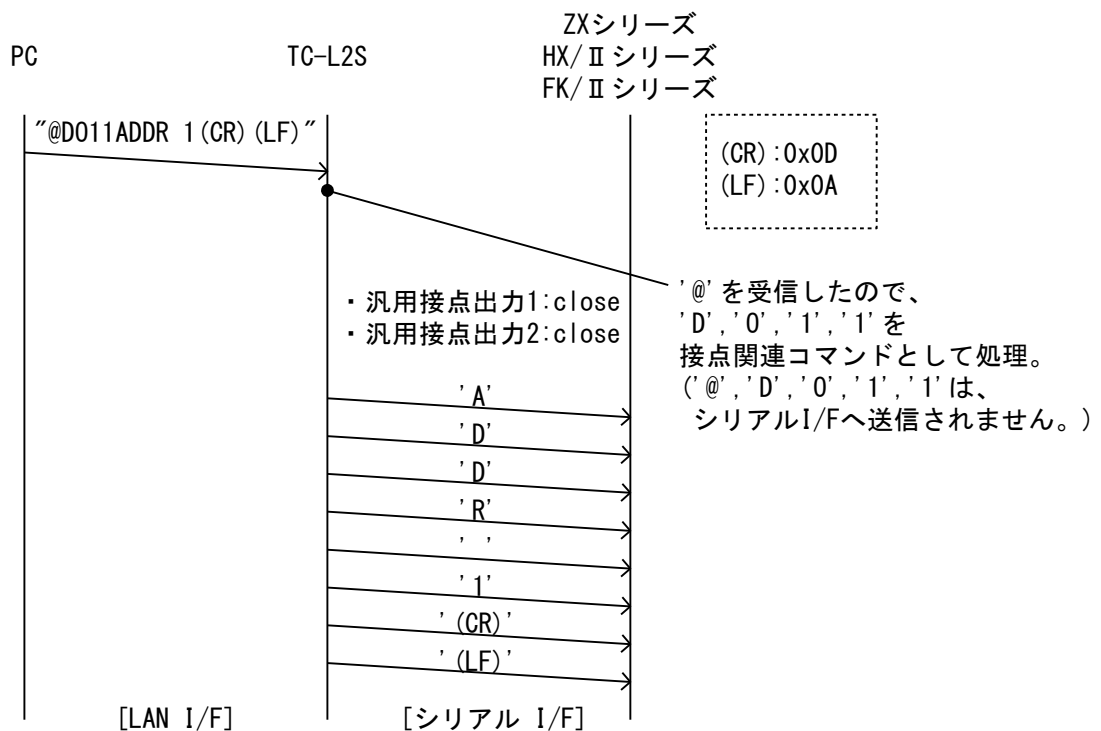 ZXシリーズ
PC TC-L2S HX/Ⅱシリーズ
FK/Ⅱシリーズ
"@DO11ADDR 1(CR)(LF)"
(CR):0x0D
(LF):0x0A
'@'を受信したので、
・汎用接点出力1:close
'D','O','1','1'を
・汎用接点出力2:close
接点関連コマンドとして処理。
('@','D','O','1','1'は、
シリアルI/Fへ送信されません。)
'A'
'D'
'D'
'R'
' '
'1'
'(CR)'
'(LF)'
[LAN I/F] [シリアル I/F]